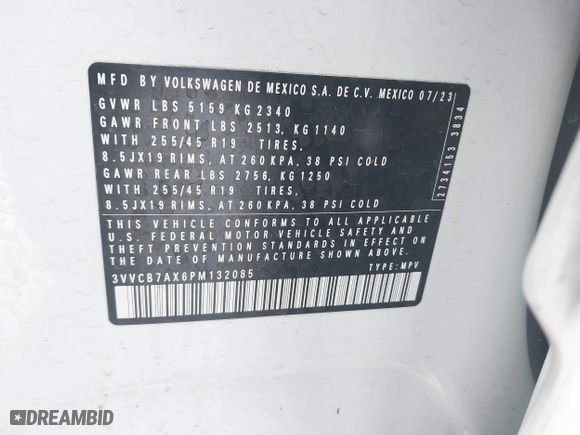 MFD BY VOLKSWAGEN DE MEXICO S.A. DE C.V. MEXICO 07/23
GVWR LBS 5159 KG 2340
GAWR FRONT LBS 2513, KG 1140
WITH 255/45 R19 TIRES,
8.5JX19 RIMS, AT 260 KPA, 38 PSI COLD
GAWR REAR LBS 2756, KG 1250
WITH 255/45 R19 TIRES,
8.5JX19 RIMS, AT 260 KPA, 38 PSI COLD
THIS VEHICLE CONFORMS TO ALL APPLICABLE
U.S. FEDERAL MOTOR VEHICLE SAFETY AND
THEFT PREVENTION STANDARDS IN EFFECT ON THE
DATE OF MANUFACTURE SHOWN ABOVE
3VVCB7AX6PM132085 TYPE: MPV
2734153 3834
DREAMBID